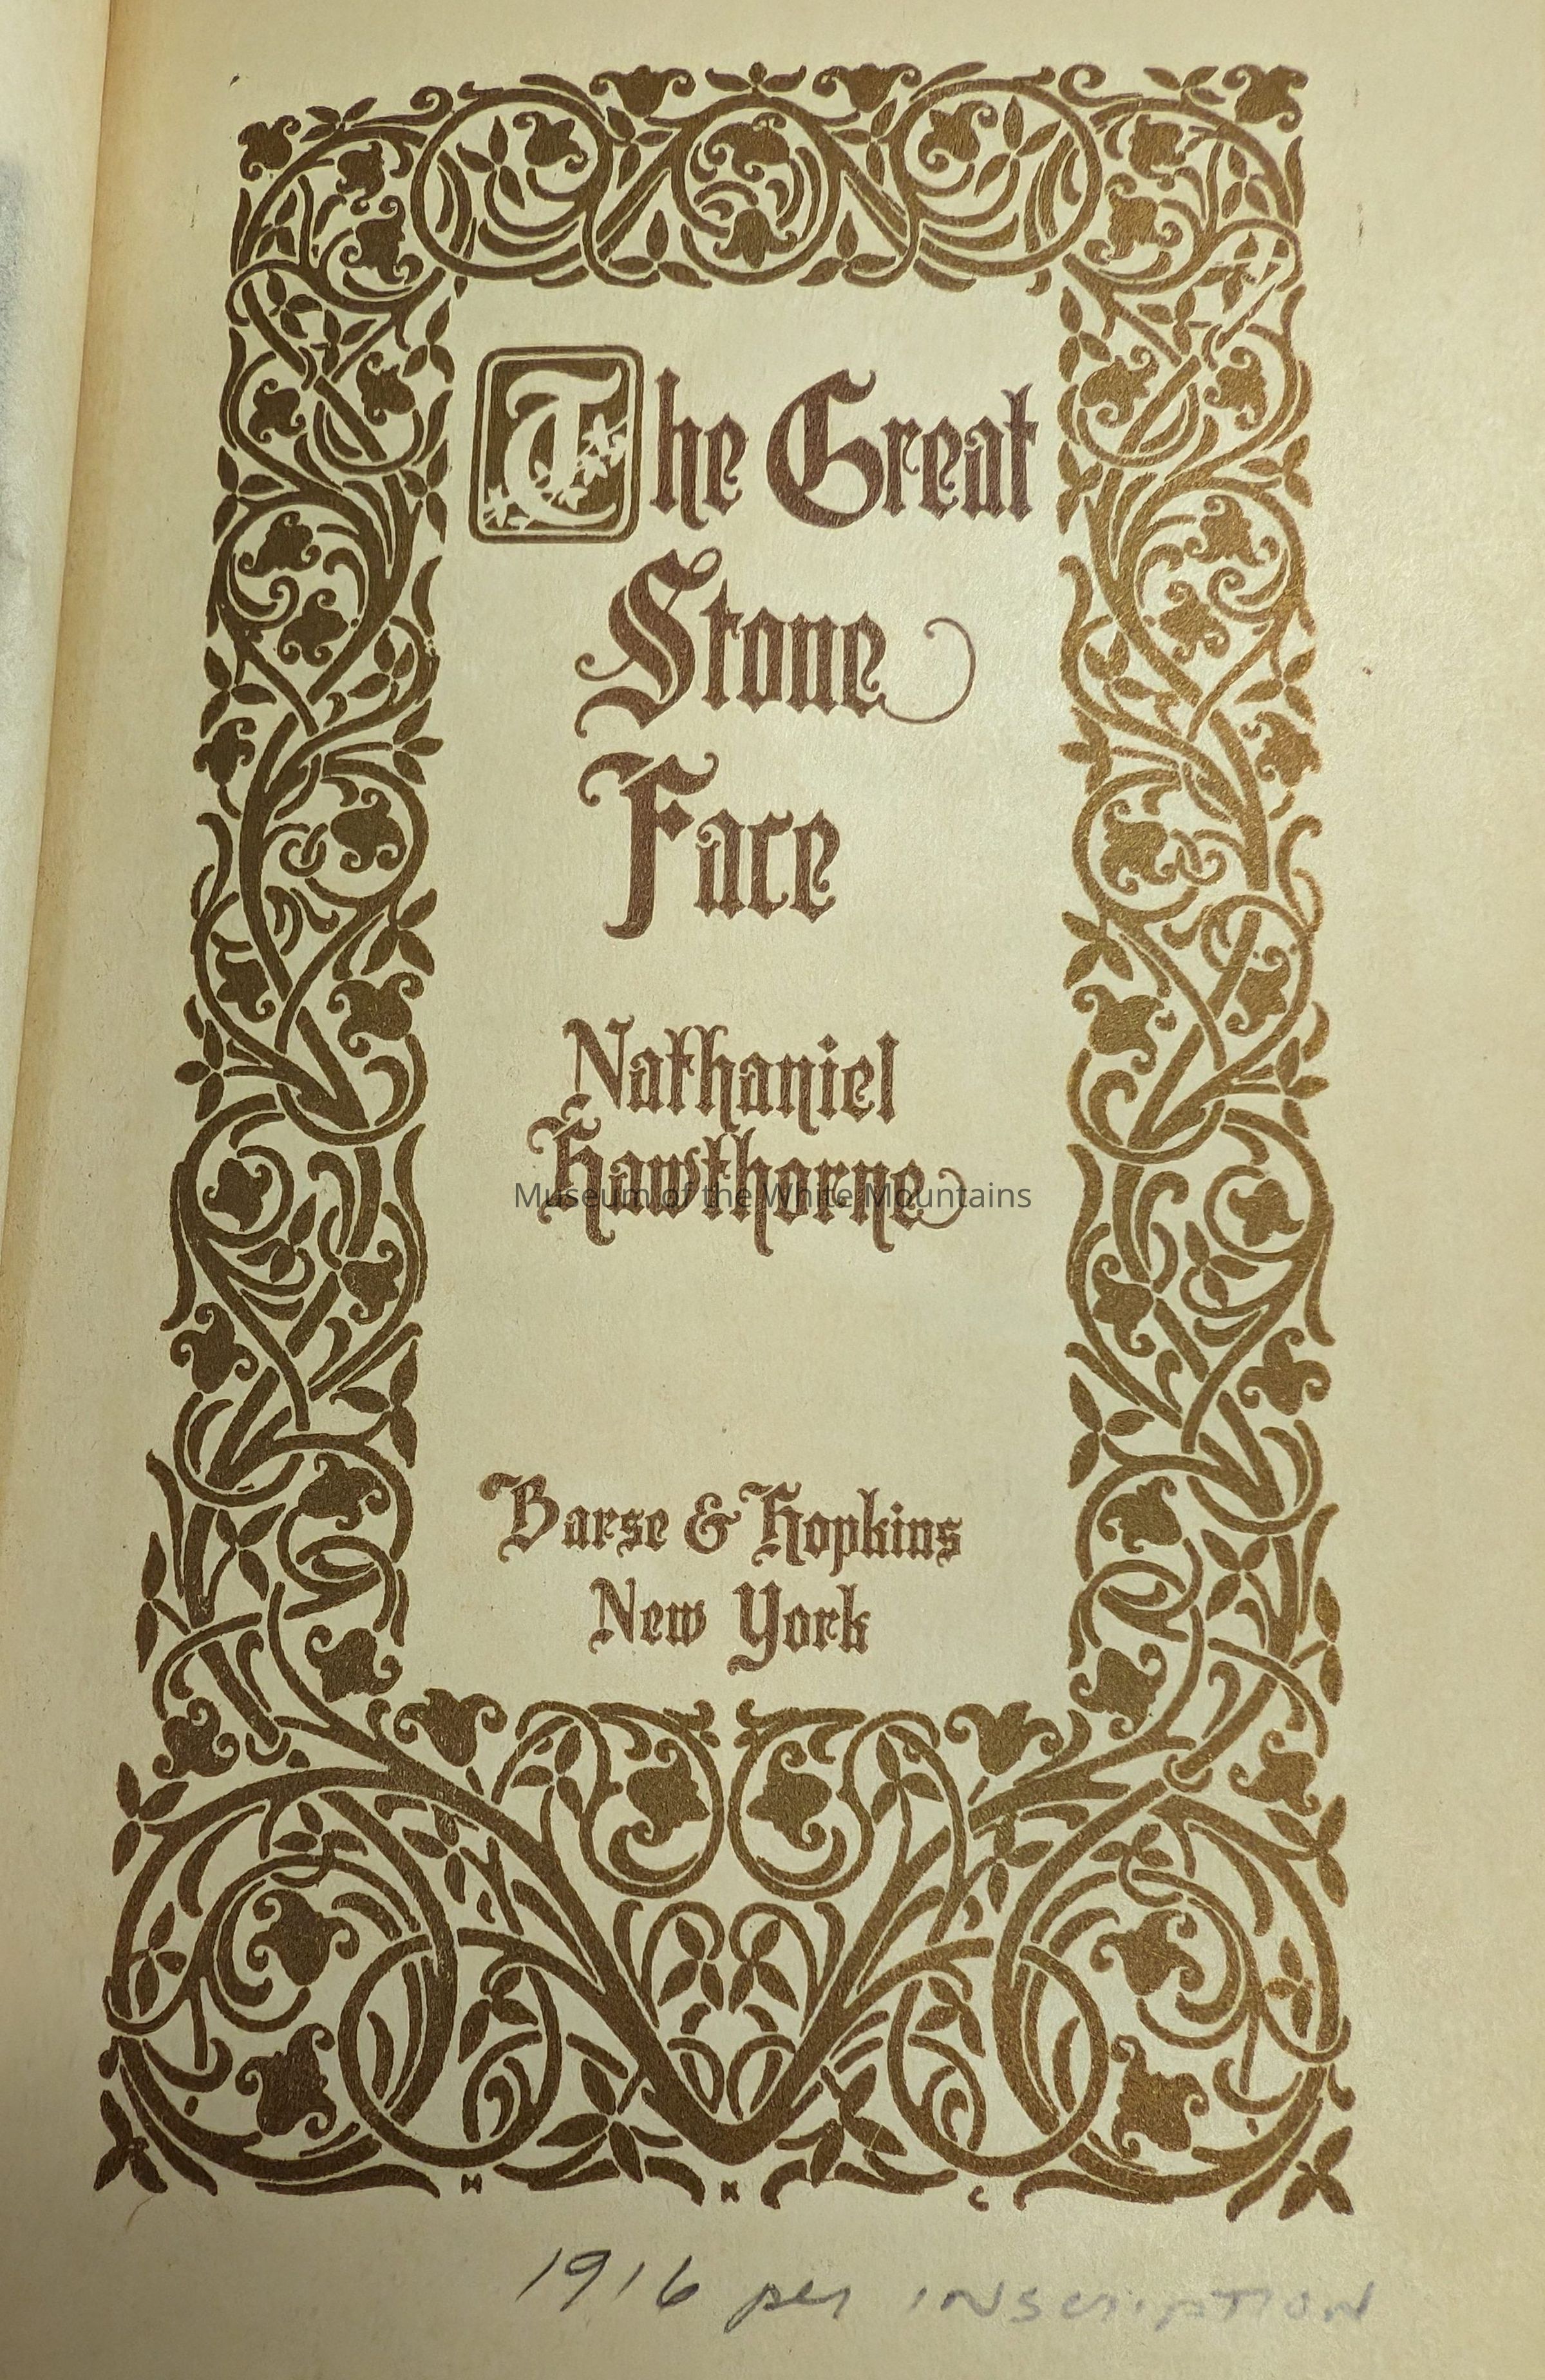 The Great
Stone
Face
Nathaniel
Hawthorne
Museum of the White Mountains
Barse & Hopkins
New York
H K C
1916 per inscription